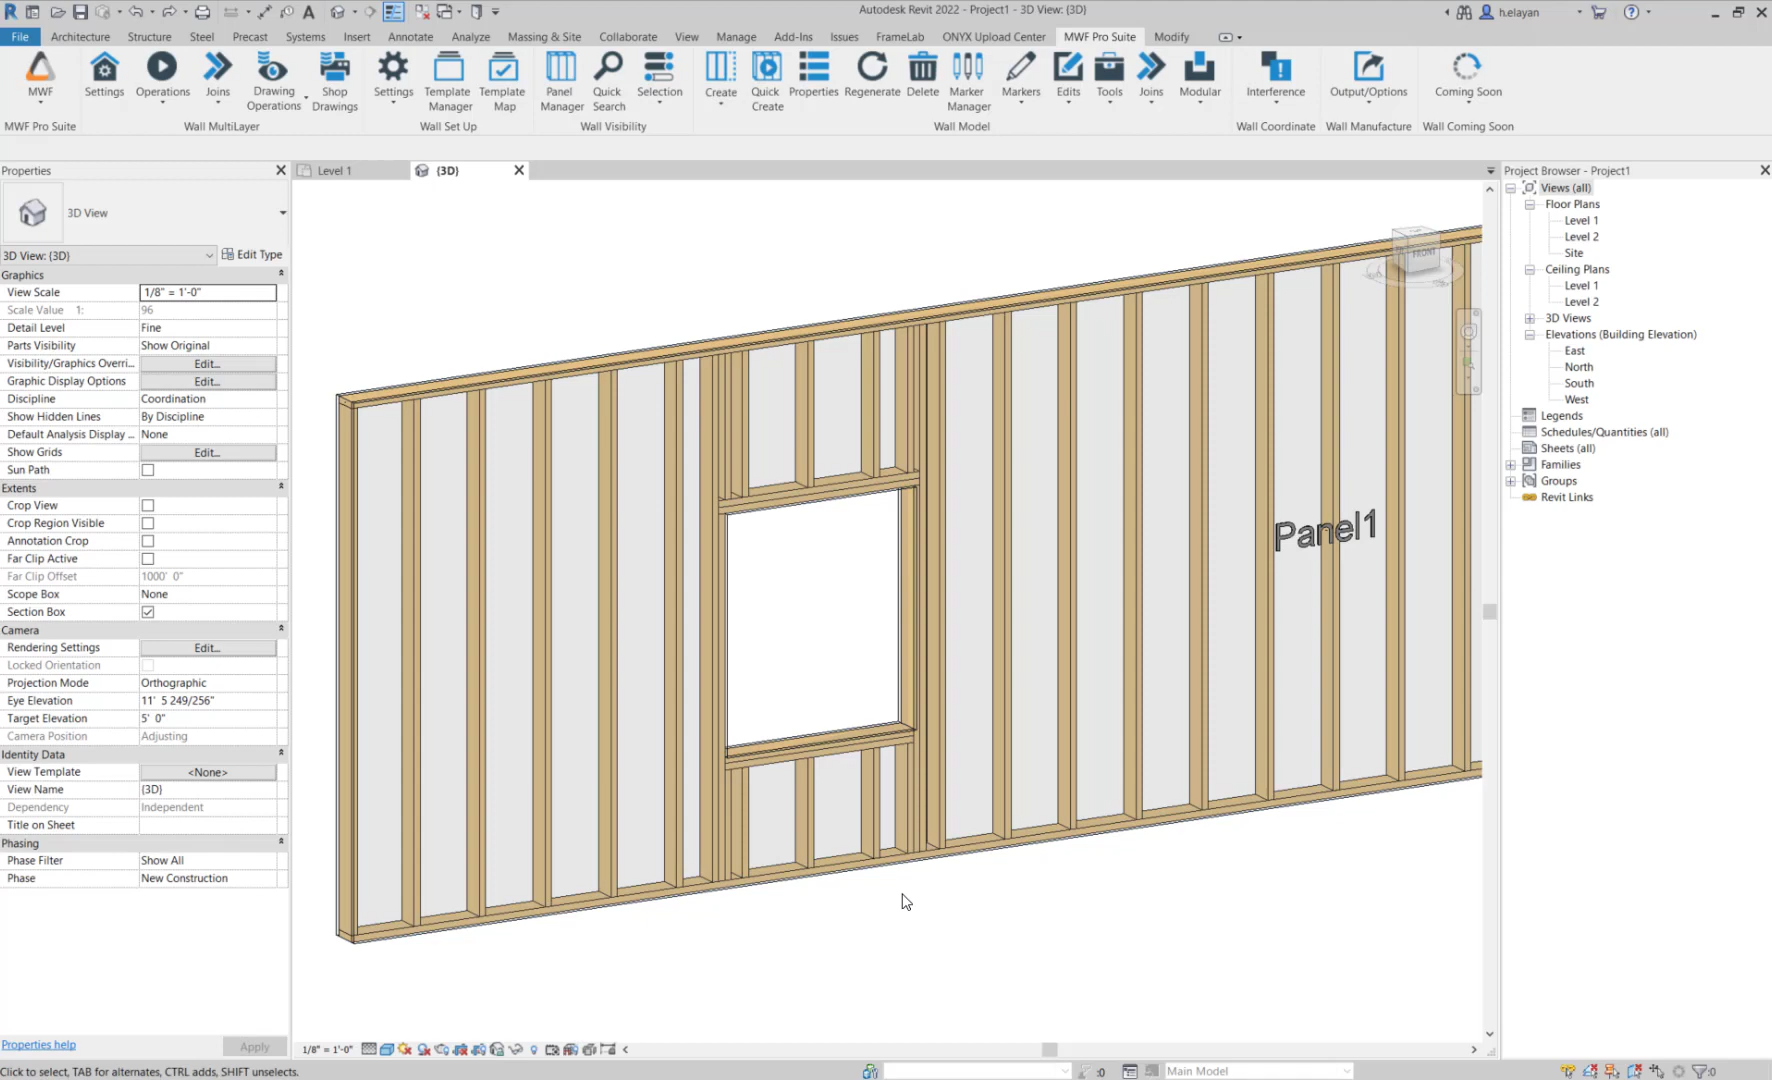 Autodesk Revit 2022 - Project1 - 3D View: {3D}
h.elayan
File
Architecture
Structure
Steel
Precast
Systems
Insert
Annotate
Analyze
Massing & Site
Collaborate
View
Manage
Add-Ins
Issues
FrameLab
ONYX Upload Center
MWF Pro Suite
Modify
MWF
Settings
Operations
Joins
Drawing Operations
Shop Drawings
Settings
Template Manager
Template Map
Panel Manager
Quick Search
Selection
Create
Quick Create
Properties
Regenerate
Delete
Marker Manager
Markers
Edits
Tools
Joins
Modular
Interference
Output/Options
Coming Soon
MWF Pro Suite
Wall MultiLayer
Wall Set Up
Wall Visibility
Wall Model
Wall Coordinate
Wall Manufacture
Wall Coming Soon
Properties
3D View
3D View: {3D}
Edit Type
Graphics
View Scale 1/8" = 1'-0"
Scale Value 1: 96
Detail Level Fine
Parts Visibility Show Original
Visibility/Graphics Overri... Edit...
Graphic Display Options Edit...
Discipline Coordination
Show Hidden Lines By Discipline
Default Analysis Display ... None
Show Grids Edit...
Sun Path
Extents
Crop View
Crop Region Visible
Annotation Crop
Far Clip Active
Far Clip Offset 1000' 0"
Scope Box None
Section Box
Camera
Rendering Settings Edit...
Locked Orientation
Projection Mode Orthographic
Eye Elevation 11' 5 249/256"
Target Elevation 5' 0"
Camera Position Adjusting
Identity Data
View Template <None>
View Name {3D}
Dependency Independent
Title on Sheet
Phasing
Phase Filter Show All
Phase New Construction
Properties help
Apply
Level 1
{3D}
FRONT
Panel1
1/8" = 1'-0"
Project Browser - Project1
Views (all)
Floor Plans
Level 1
Level 2
Site
Ceiling Plans
Level 1
Level 2
3D Views
Elevations (Building Elevation)
East
North
South
West
Legends
Schedules/Quantities (all)
Sheets (all)
Families
Groups
Revit Links
Click to select, TAB for alternates, CTRL adds, SHIFT unselects.
:0
Main Model
:0